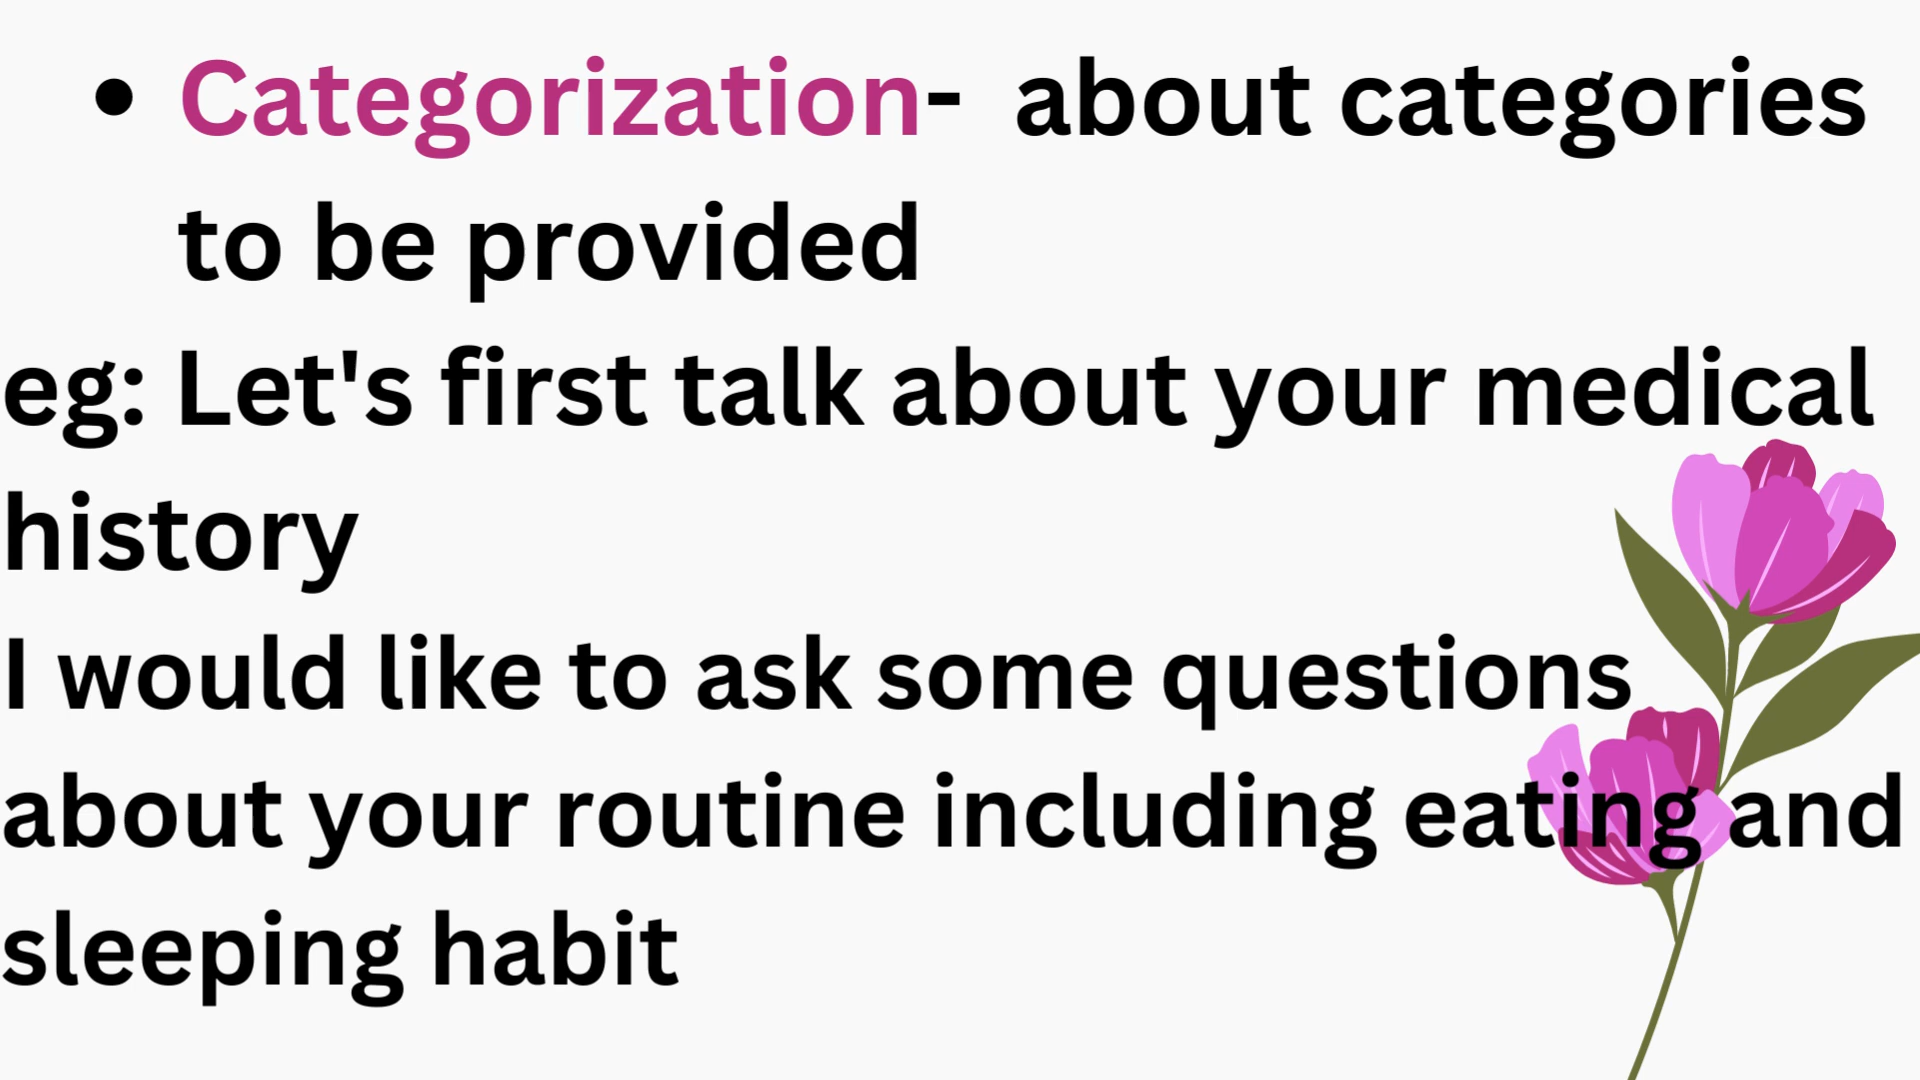 • Categorization-  about categories
to be provided
eg: Let's first talk about your medical
history
I would like to ask some questions
about your routine including eating and
sleeping habit